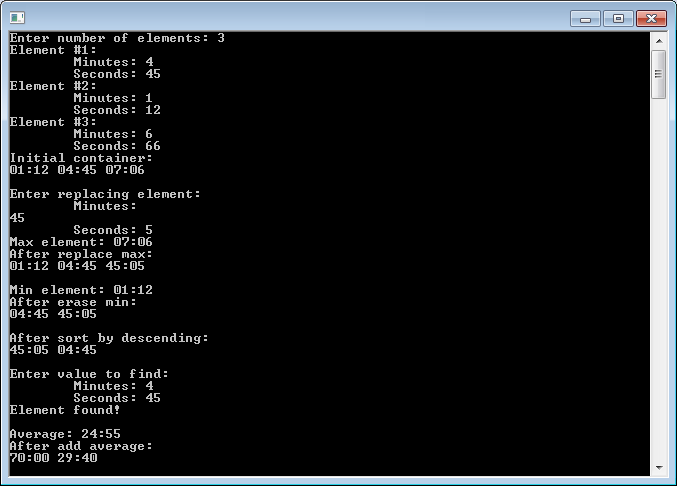 Enter number of elements: 3
Element #1:
Minutes: 4
Seconds: 45
Element #2:
Minutes: 1
Seconds: 12
Element #3:
Minutes: 6
Seconds: 66
Initial container:
01:12 04:45 07:06
Enter replacing element:
Minutes:
45
Seconds: 5
Max element: 07:06
After replace max:
01:12 04:45 45:05
Min element: 01:12
After erase min:
04:45 45:05
After sort by descending:
45:05 04:45
Enter value to find:
Minutes: 4
Seconds: 45
Element found!
Average: 24:55
After add average:
70:00 29:40